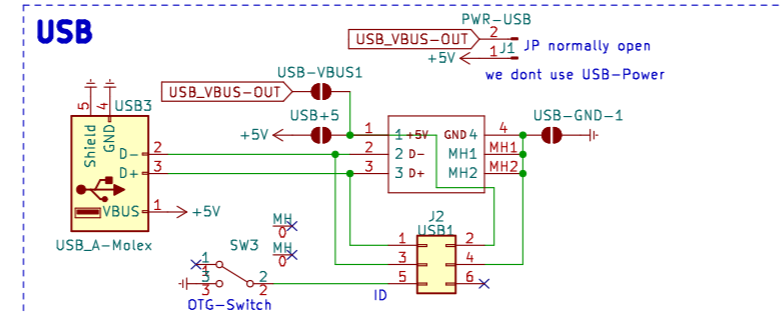 USB
PWR-USB
USB_VBUS-OUT
2
1
J1
+5V
JP normally open
we dont use USB-Power
USB-VBUS1
USB_VBUS-OUT
USB+5
+5V
USB-GND-1
5
4
USB3
Shield
GND
D- 2
D+ 3
VBUS 1
+5V
USB_A-Molex
1 1 +5V GND 4 4
2 2 D- MH1 MH1
3 3 D+ MH2 MH2
J2
USB1
1 2
3 4
5 6
MH
0
MH
0
SW3
1
1
3
3
2
2
OTG-Switch
ID